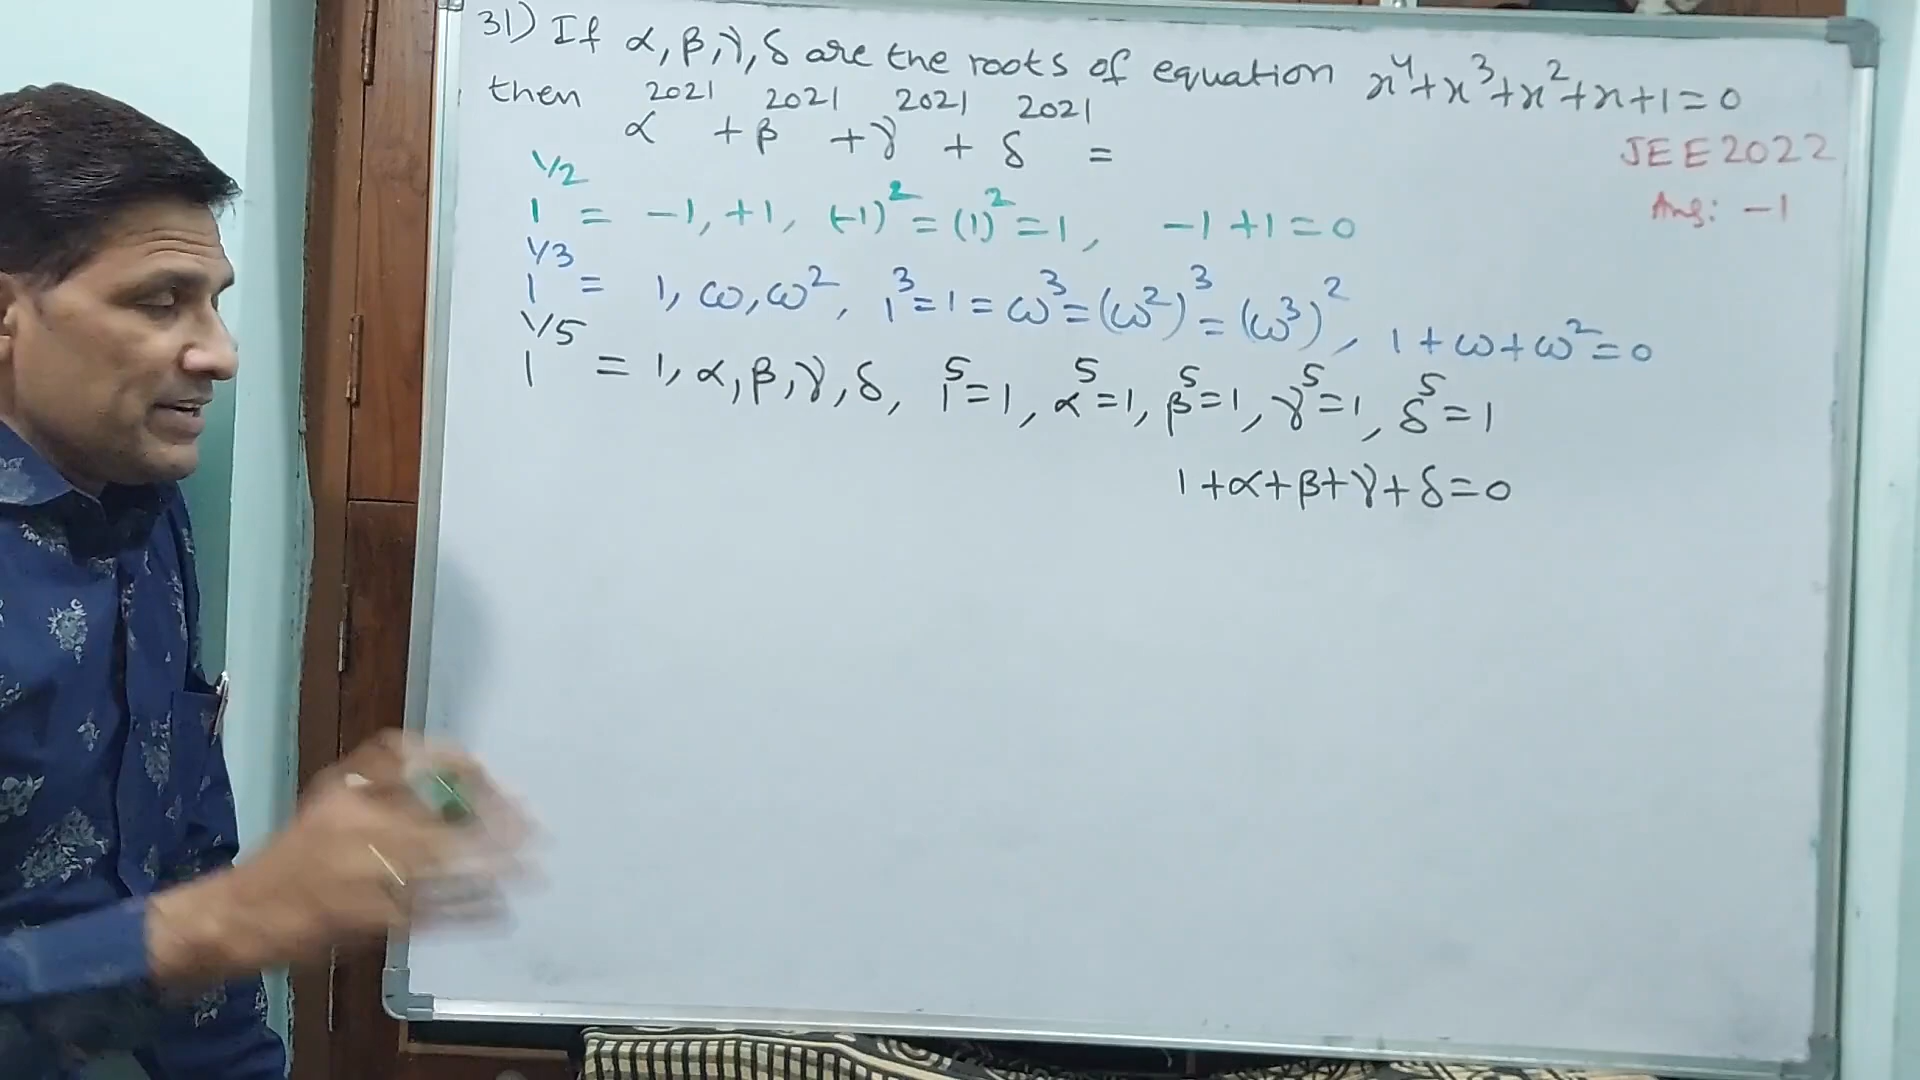 31) If α, β, γ, δ are the roots of equation x⁴+x³+x²+x+1=0
then α²⁰²¹ + β²⁰²¹ + γ²⁰²¹ + δ²⁰²¹ =
JEE 2022
Ans: -1
1^1/2 = -1, +1, (-1)² = (1)² = 1, -1+1=0
1^1/3 = 1, ω, ω², 1³=1=ω³=(ω²)³=(ω³)², 1+ω+ω²=0
1^1/5 = 1, α, β, γ, δ, 1⁵=1, α⁵=1, β⁵=1, γ⁵=1, δ⁵=1
1+α+β+γ+δ=0